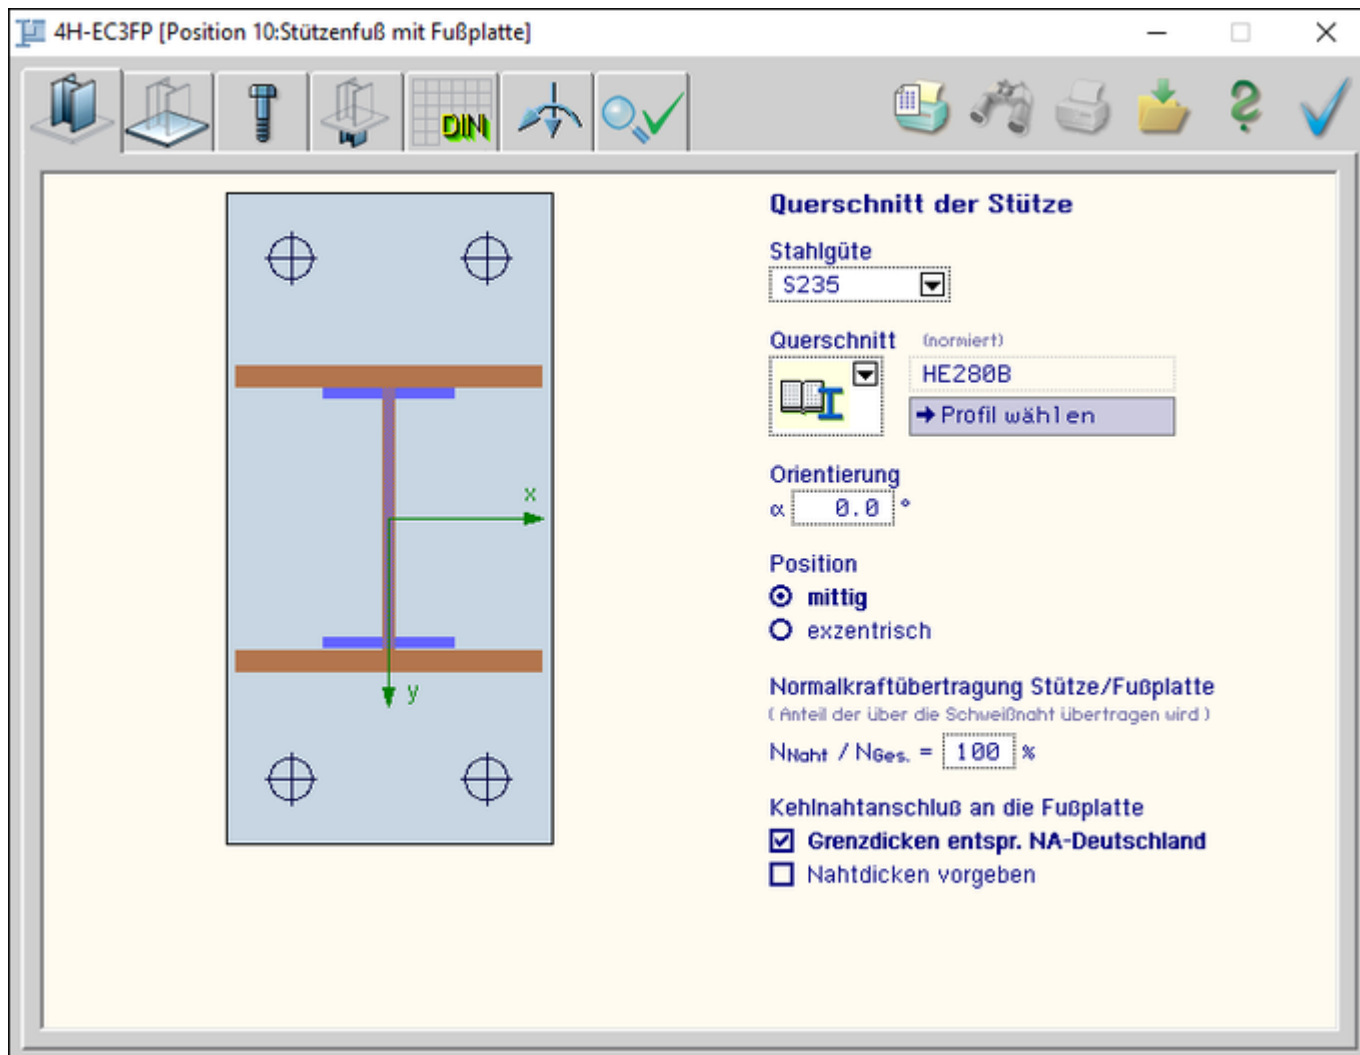 4H-EC3FP [Position 10:Stützenfuß mit Fußplatte]
DIN
Querschnitt der Stütze
Stahlgüte
S235
Querschnitt (normiert)
HE280B
➔ Profil wählen
Orientierung
α 0.0 °
Position
mittig
exzentrisch
Normalkraftübertragung Stütze/Fußplatte
( Anteil der über die Schweißnaht übertragen wird )
NNaht / NGes. = 100 %
Kehlnahtanschluß an die Fußplatte
Grenzdicken entspr. NA-Deutschland
Nahtdicken vorgeben
x
y